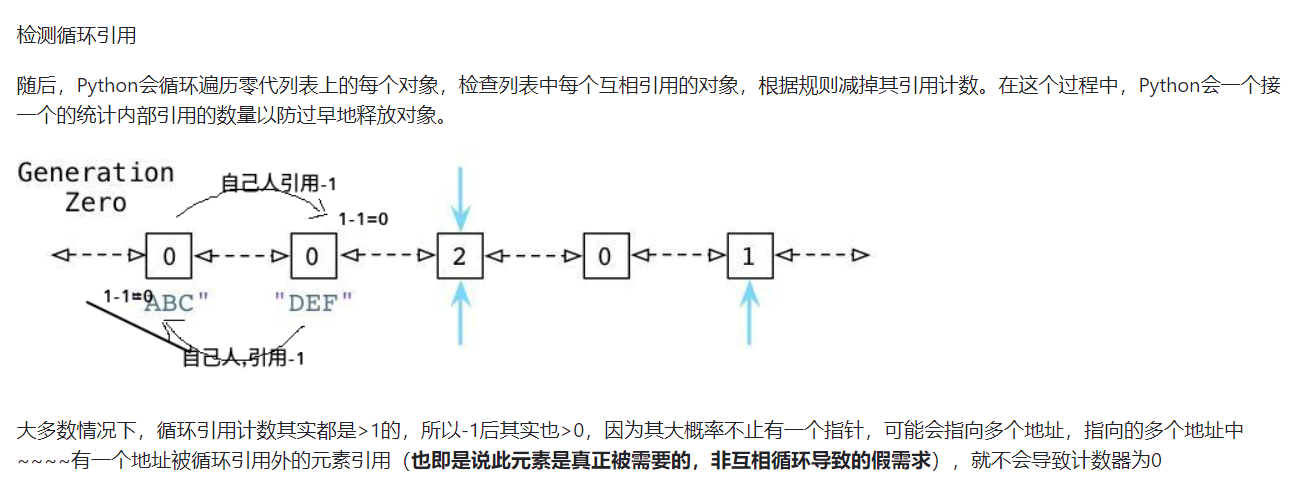 检测循环引用
随后，Python会循环遍历零代列表上的每个对象，检查列表中每个互相引用的对象，根据规则减掉其引用计数。在这个过程中，Python会一个接
一个的统计内部引用的数量以防过早地释放对象。
Generation
Zero
自己人引用-1
1-1=0
0 0 2 0 1
1-1=0
ABC" "DEF"
自己人,引用-1
大多数情况下，循环引用计数其实都是>1的，所以-1后其实也>0，因为其大概率不止有一个指针，可能会指向多个地址，指向的多个地址中
~~~~有一个地址被循环引用外的元素引用（也即是说此元素是真正被需要的，非互相循环导致的假需求），就不会导致计数器为0